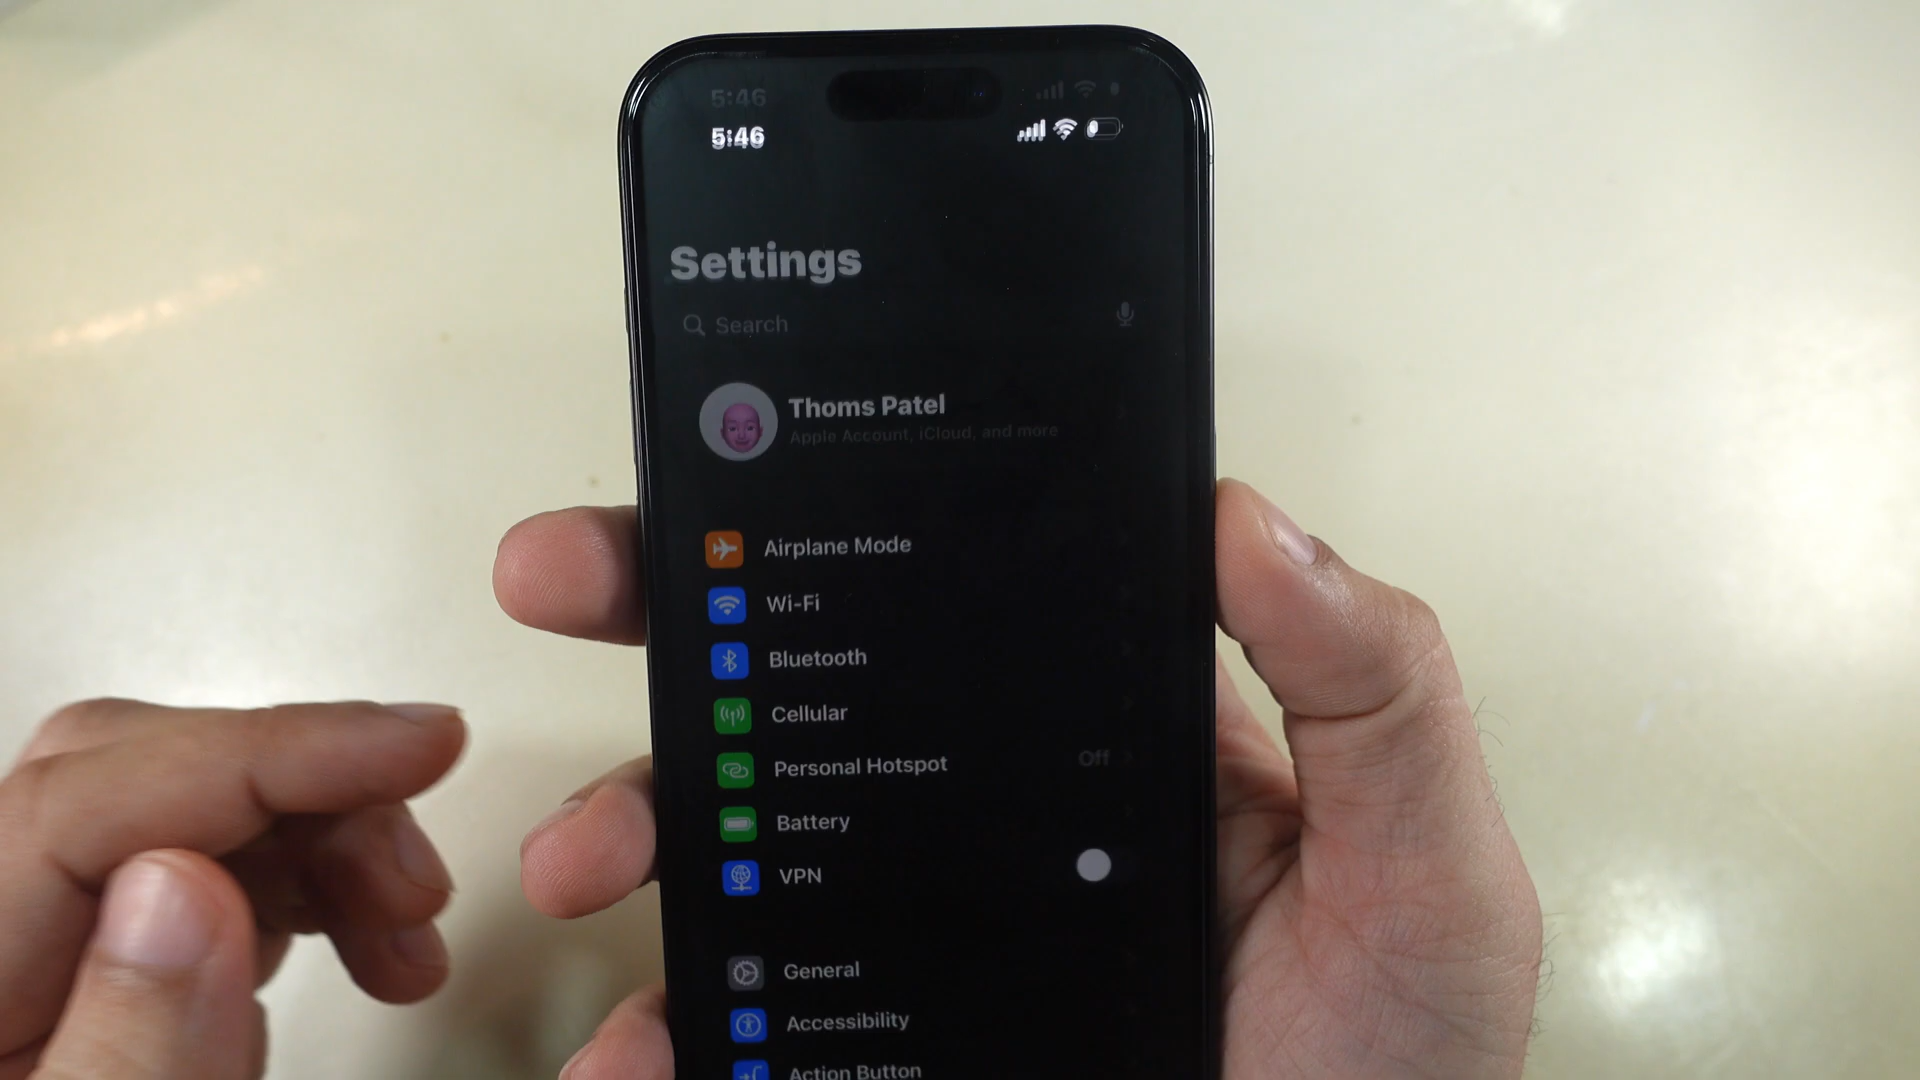 5:46
5:46
Settings
Search
Thoms Patel
Apple Account, iCloud, and more
Airplane Mode
Wi-Fi
Bluetooth
Cellular
Personal Hotspot Off
Battery
VPN
General
Accessibility
Action Button